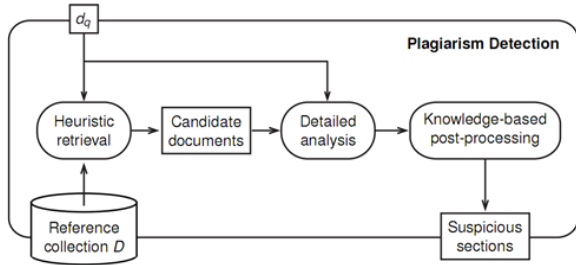 d_q
Plagiarism Detection
Heuristic
retrieval
Candidate
documents
Detailed
analysis
Knowledge-based
post-processing
Reference
collection D
Suspicious
sections